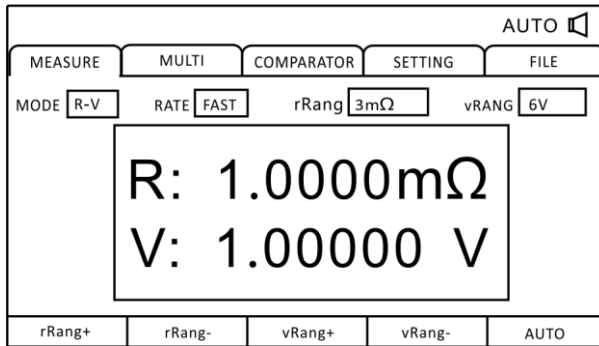 AUTO
MEASURE MULTI COMPARATOR SETTING FILE
MODE R-V RATE FAST rRang 3mΩ vRANG 6V
R: 1.0000mΩ
V: 1.00000 V
rRang+ rRang- vRang+ vRang- AUTO